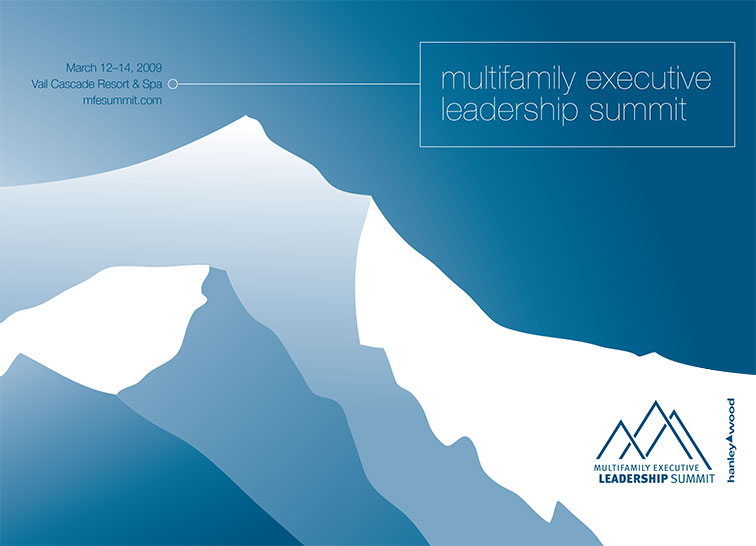 March 12–14, 2009
Vail Cascade Resort & Spa
mfesummit.com
multifamily executive
leadership summit
MULTIFAMILY EXECUTIVE
LEADERSHIP SUMMIT
hanley wood